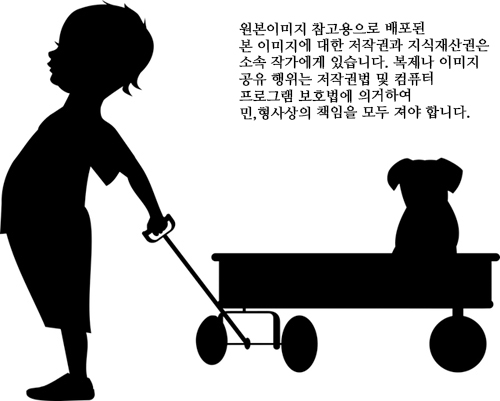 원본이미지 참고용으로 배포된
본 이미지에 대한 저작권과 지식재산권은
소속 작가에게 있습니다. 복제나 이미지
공유 행위는 저작권법 및 컴퓨터
프로그램 보호법에 의거하여
민,형사상의 책임을 모두 져야 합니다.